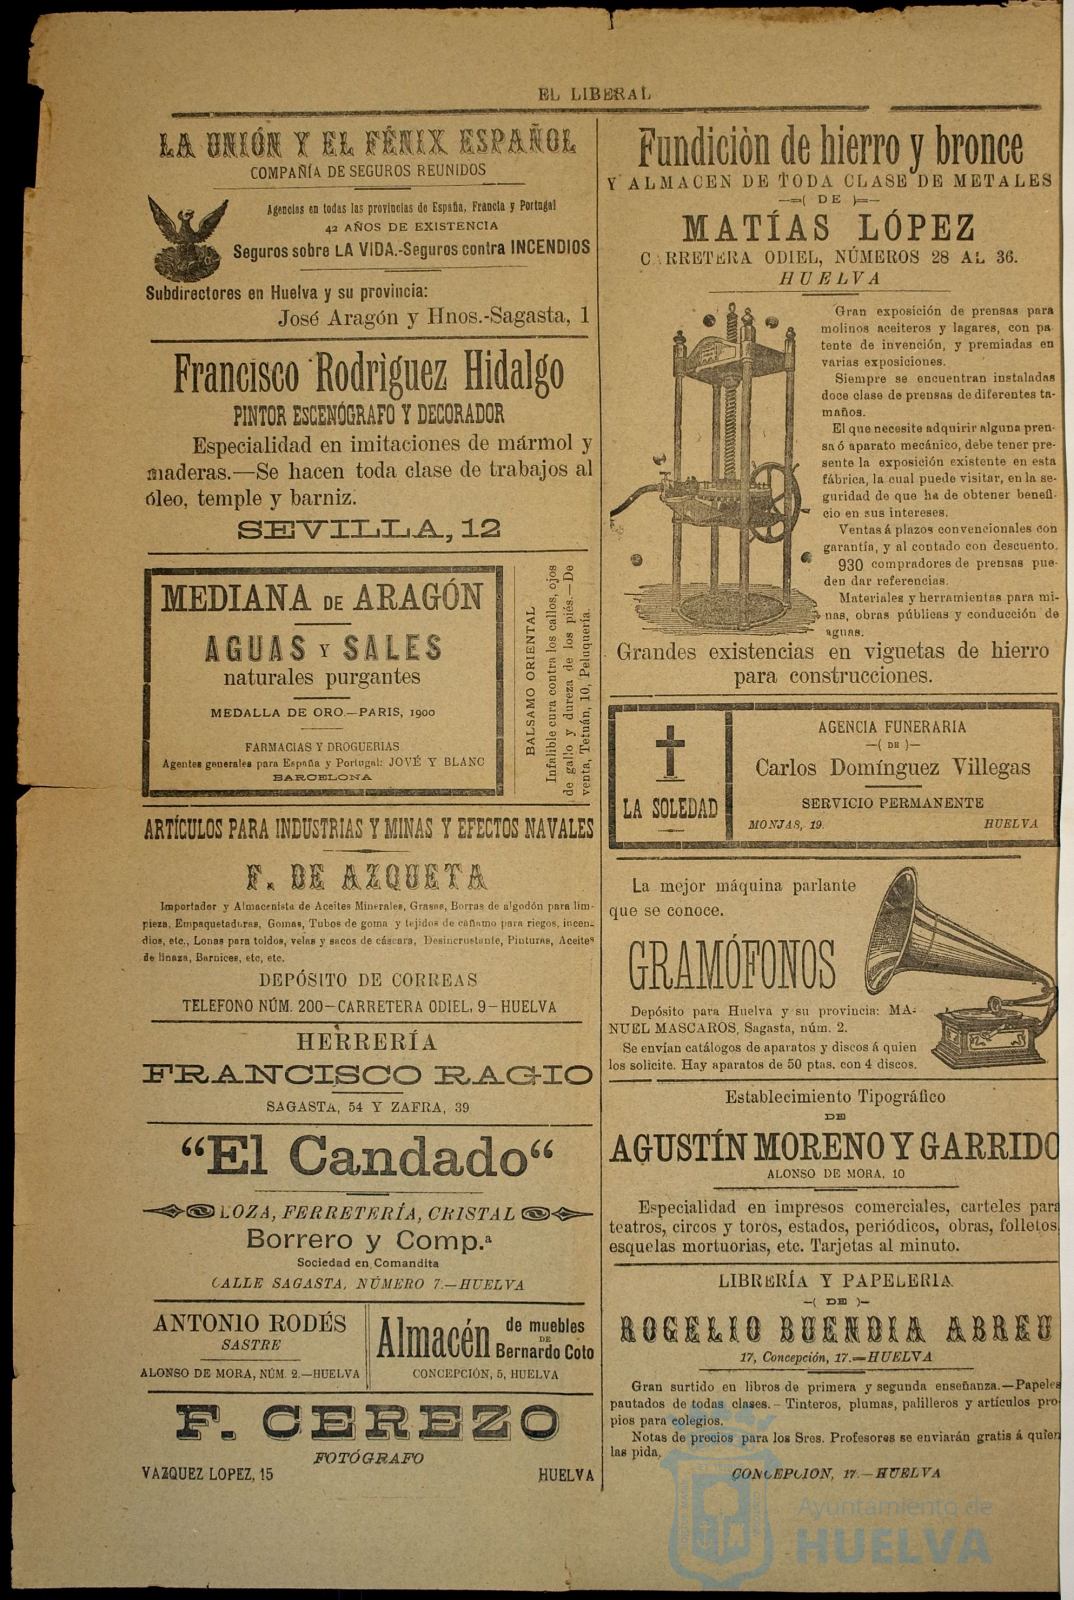 EL LIBERAL
LA UNIÓN Y EL FÉNIX ESPAÑOL
COMPAÑÍA DE SEGUROS REUNIDOS
Agencias en todas las provincias de España, Francia y Portugal
42 AÑOS DE EXISTENCIA
Seguros sobre LA VIDA.-Seguros contra INCENDIOS
Subdirectores en Huelva y su provincia:
José Aragón y Hnos.-Sagasta, 1
Francisco Rodriguez Hidalgo
PINTOR ESCENÓGRAFO Y DECORADOR
Especialidad en imitaciones de mármol y
maderas.—Se hacen toda clase de trabajos al
óleo, temple y barniz.
SEVILLA, 12
MEDIANA DE ARAGÓN
AGUAS Y SALES
naturales purgantes
MEDALLA DE ORO.—PARIS, 1900
FARMACIAS Y DROGUERIAS
Agentes generales para España y Portugal: JOVÉ Y BLANC
BARCELONA
BALSAMO ORIENTAL
Infalible cura contra los callos, ojos
de gallo y dureza de los piés.—De
venta, Tetuán, 10, Peluquería.
ARTÍCULOS PARA INDUSTRIAS Y MINAS Y EFECTOS NAVALES
F. DE AZQUETA
Importador y Almacenista de Aceites Minerales, Grasas, Borras de algodón para lim-
pieza, Empaquetaduras, Gomas, Tubos de goma y tejidos de cáñamo para riegos, incen-
dios, etc., Lonas para toldos, velas y sacos de cáscara, Desincrustante, Pinturas, Aceites
de linaza, Barnices, etc, etc.
DEPÓSITO DE CORREAS
TELEFONO NÚM. 200—CARRETERA ODIEL, 9—HUELVA
HERRERÍA
FRANCISCO RAGIO
SAGASTA, 54 Y ZAFRA, 39
“El Candado“
LOZA, FERRETERÍA, CRISTAL
Borrero y Comp.ª
Sociedad en Comandita
CALLE SAGASTA, NÚMERO 7.—HUELVA
ANTONIO RODÉS
SASTRE
ALONSO DE MORA, NÚM. 2.—HUELVA
Almacén de muebles
DE
Bernardo Coto
CONCEPCIÓN, 5, HUELVA
F. CEREZO
FOTÓGRAFO
VAZQUEZ LOPEZ, 15 HUELVA
Fundiciòn de hierro y bronce
Y ALMACEN DE TODA CLASE DE METALES
—=( DE )=—
MATÍAS LÓPEZ
CARRETERA ODIEL, NÚMEROS 28 AL 36.
HUELVA
Gran exposición de prensas para
molinos aceiteros y lagares, con pa
tente de invención, y premiadas en
varias exposiciones.
Siempre se encuentran instaladas
doce clase de prensas de diferentes ta-
maños.
El que necesite adquirir alguna pren-
sa ó aparato mecánico, debe tener pre-
sente la exposición existente en esta
fábrica, la cual puede visitar, en la se-
guridad de que ha de obtener benefi-
cio en sus intereses.
Ventas á plazos convencionales con
garantía, y al contado con descuento.
930 compradores de prensas pue-
den dar referencias.
Materiales y herramientas para mi-
nas, obras públicas y conducción de
aguas.
Grandes existencias en viguetas de hierro
para construcciones.
LA SOLEDAD
AGENCIA FUNERARIA
—( DE )—
Carlos Domínguez Villegas
SERVICIO PERMANENTE
MONJAS, 19. HUELVA
La mejor máquina parlante
que se conoce.
GRAMÓFONOS
Depósito para Huelva y su provincia: MA-
NUEL MASCAROS, Sagasta, núm. 2.
Se envían catálogos de aparatos y discos á quien
los solicite. Hay aparatos de 50 ptas. con 4 discos.
Establecimiento Tipográfico
DE
AGUSTÍN MORENO Y GARRIDO
ALONSO DE MORA, 10
Especialidad en impresos comerciales, carteles para
teatros, circos y toros, estados, periódicos, obras, folletos,
esquelas mortuorias, etc. Tarjetas al minuto.
LIBRERÍA Y PAPELERIA
—( DE )—
ROGELIO BUENDIA ABREU
17, Concepción, 17.—HUELVA
Gran surtido en libros de primera y segunda enseñanza.—Papeles
pautados de todas clases.—Tinteros, plumas, palilleros y artículos pro-
pios para colegios.
Notas de precios para los Sres. Profesores se enviarán gratis á quien
las pida,
CONCEPCION, 17.—HUELVA
Ayuntamiento de
HUELVA